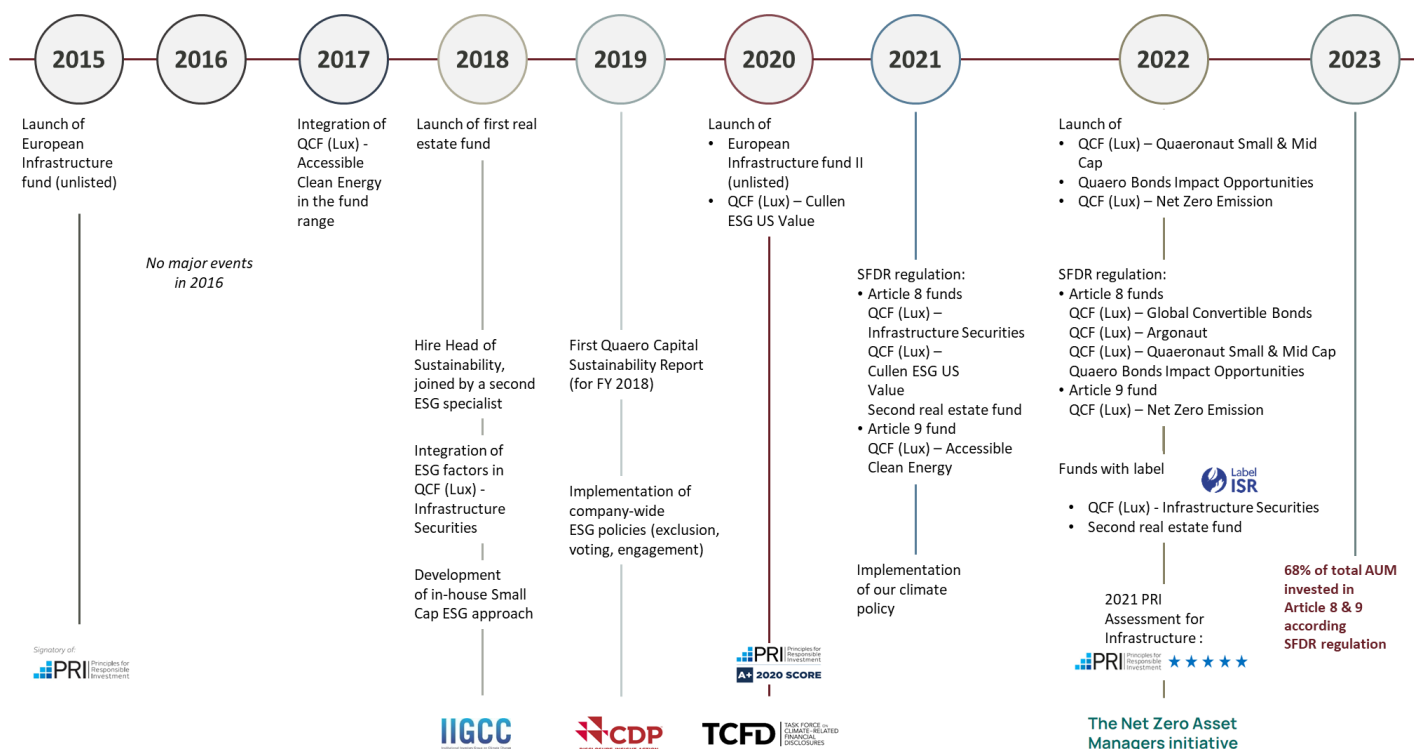 2015
2016
2017
2018
2019
2020
2021
2022
2023
Launch of
European
Infrastructure
fund (unlisted)
Signatory of:
PRI Principles for
Responsible
Investment
No major events
in 2016
Integration of
QCF (Lux) -
Accessible
Clean Energy
in the fund
range
Launch of first real
estate fund
Hire Head of
Sustainability,
joined by a second
ESG specialist
Integration of
ESG factors in
QCF (Lux) -
Infrastructure
Securities
Development
of in-house Small
Cap ESG approach
IIGCC
First Quaero Capital
Sustainability Report
(for FY 2018)
Implementation of
company-wide
ESG policies (exclusion,
voting, engagement)
CDP
Launch of
• European
Infrastructure fund II
(unlisted)
• QCF (Lux) – Cullen
ESG US Value
PRI Principles for
Responsible
Investment
A+ 2020 SCORE
TCFD TASK FORCE ON
CLIMATE-RELATED
FINANCIAL
DISCLOSURES
SFDR regulation:
• Article 8 funds
QCF (Lux) –
Infrastructure Securities
QCF (Lux) –
Cullen ESG US
Value
Second real estate fund
• Article 9 fund
QCF (Lux) – Accessible
Clean Energy
Implementation
of our climate
policy
Launch of
• QCF (Lux) – Quaeronaut Small & Mid
Cap
• Quaero Bonds Impact Opportunities
• QCF (Lux) – Net Zero Emission
SFDR regulation:
• Article 8 funds
QCF (Lux) – Global Convertible Bonds
QCF (Lux) – Argonaut
QCF (Lux) – Quaeronaut Small & Mid Cap
Quaero Bonds Impact Opportunities
• Article 9 fund
QCF (Lux) – Net Zero Emission
Funds with label
Label
ISR
• QCF (Lux) - Infrastructure Securities
• Second real estate fund
2021 PRI
Assessment for
Infrastructure :
PRI Principles for
Responsible
Investment ★★★★★
The Net Zero Asset
Managers initiative
68% of total AUM
invested in
Article 8 & 9
according
SFDR regulation